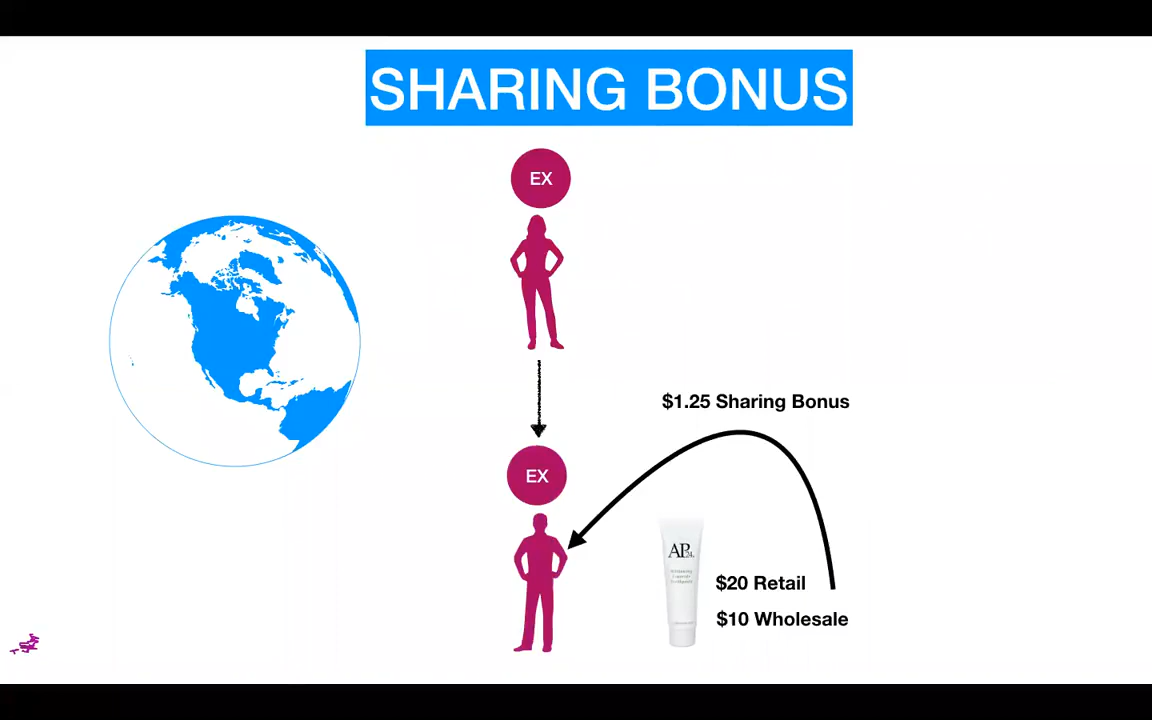 SHARING BONUS
EX
$1.25 Sharing Bonus
EX
AP24
$20 Retail
$10 Wholesale